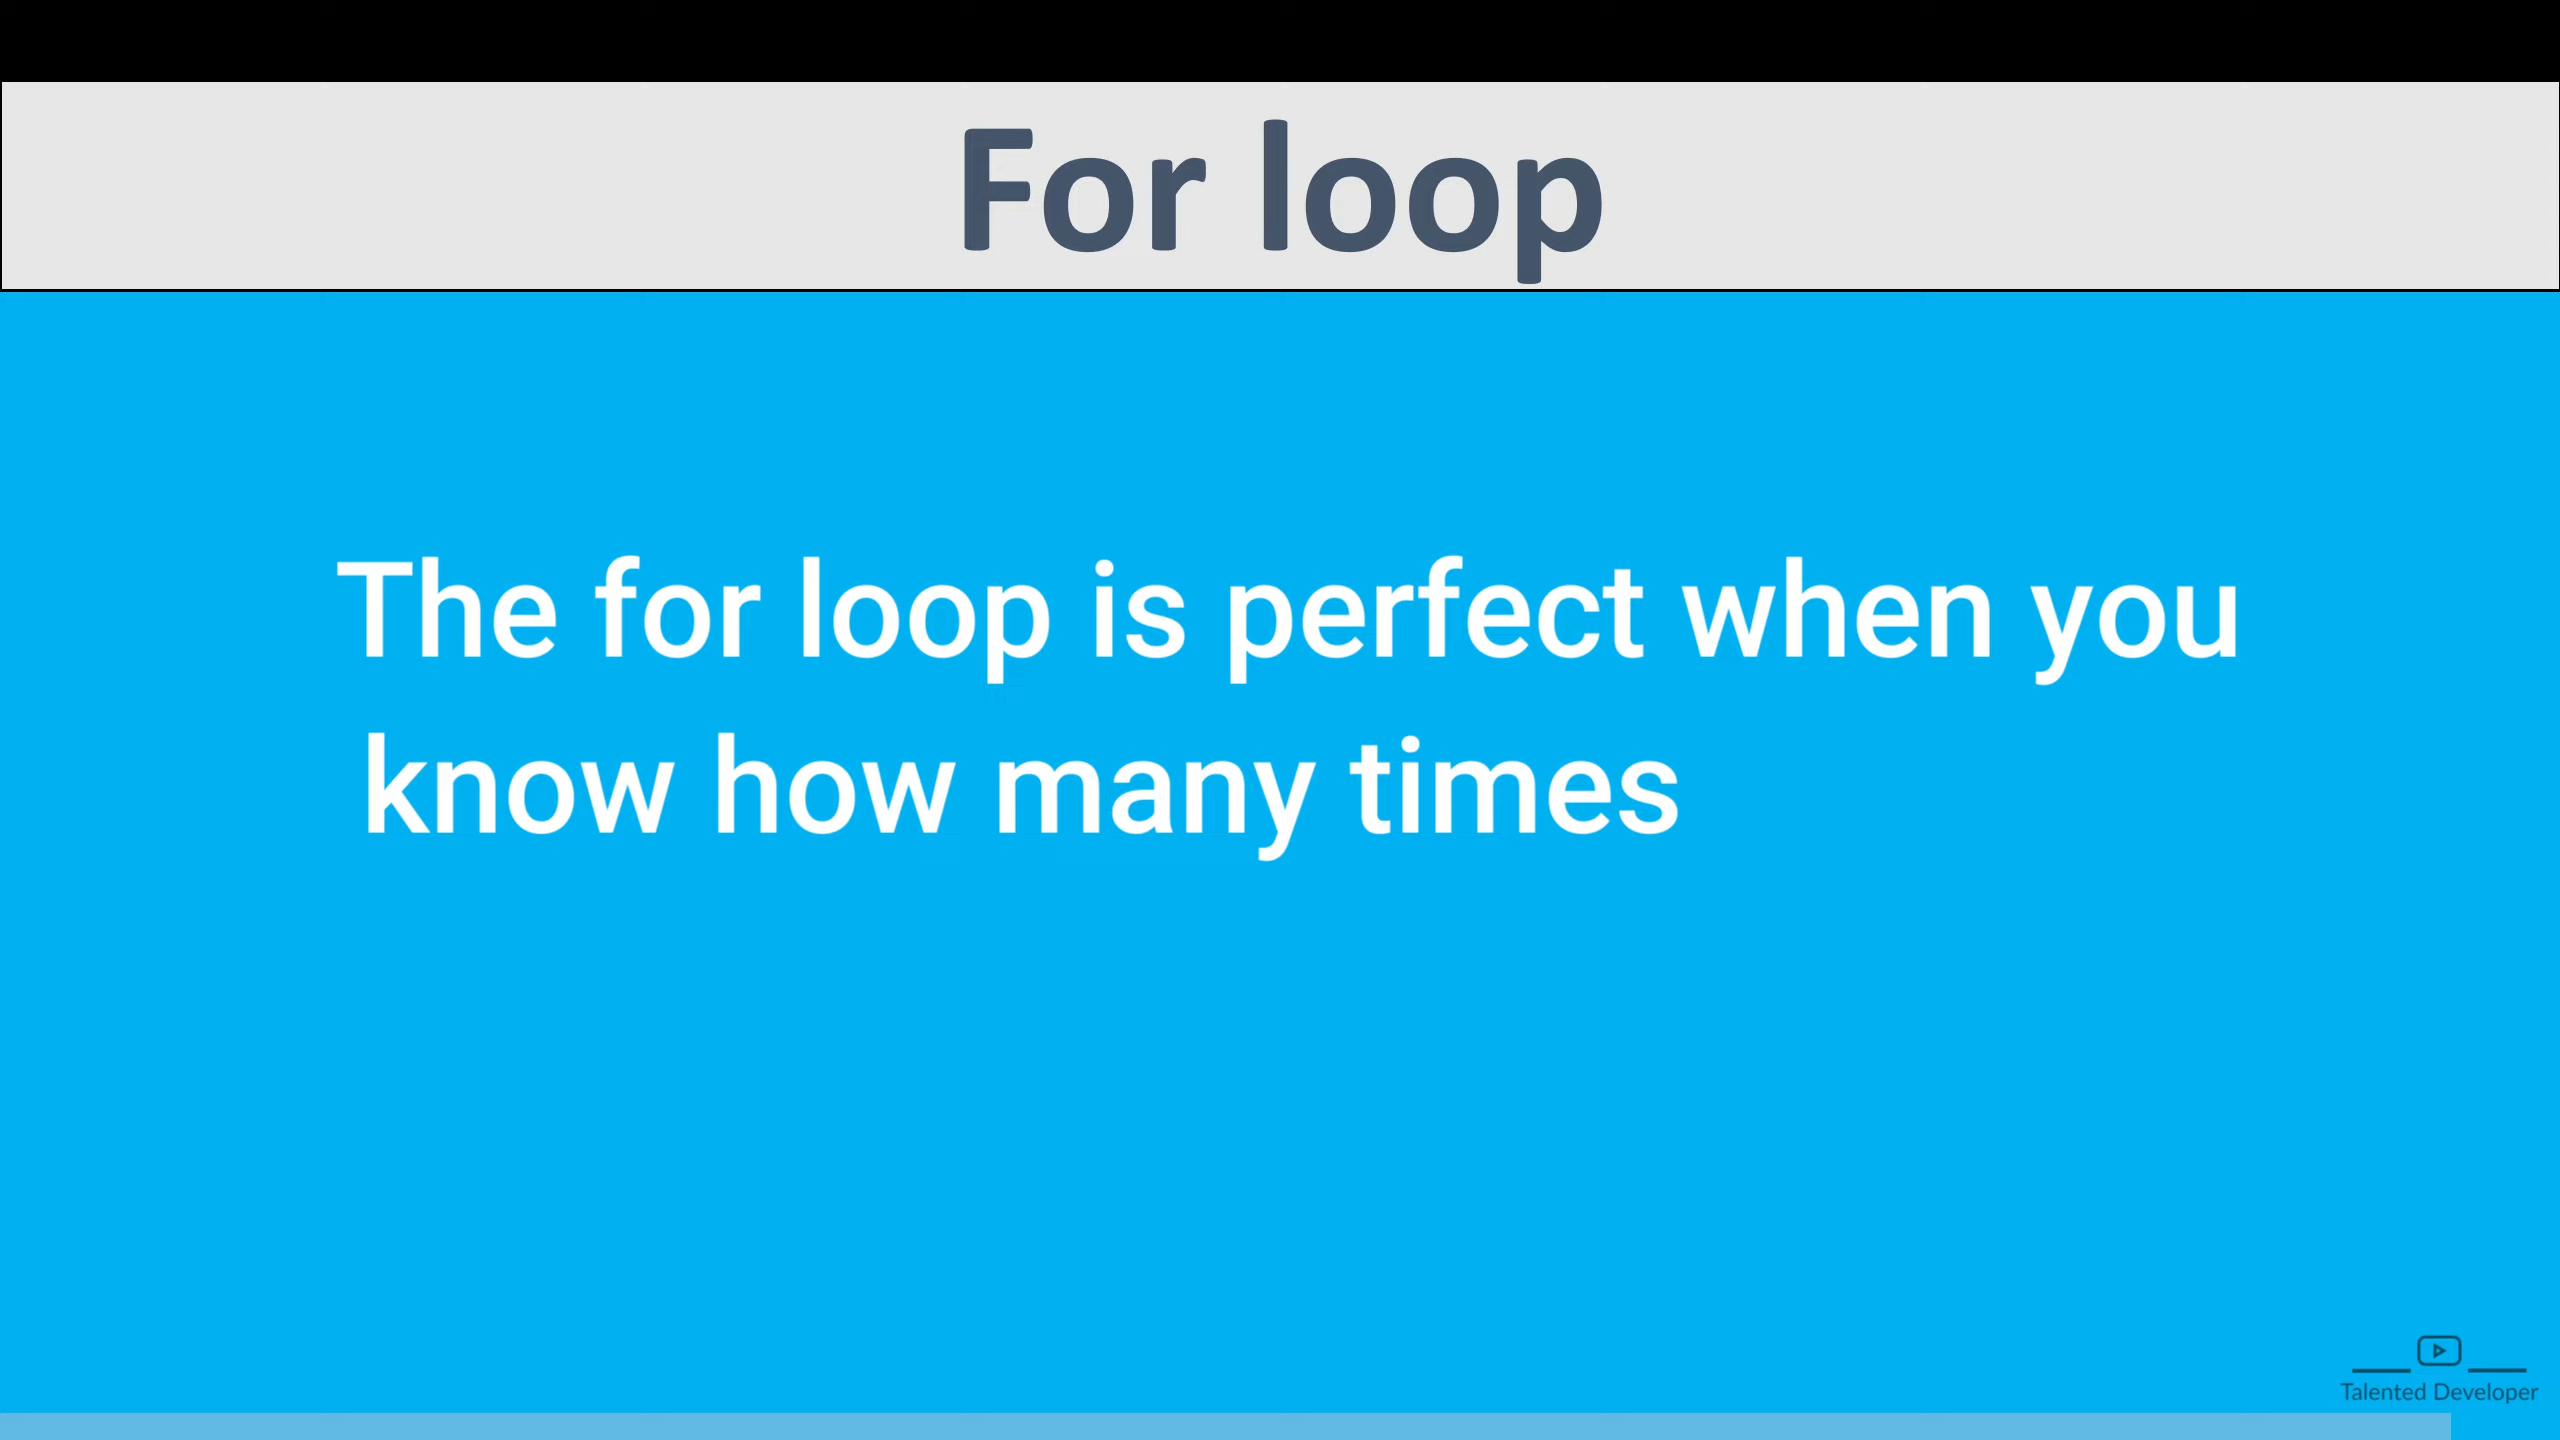 For loop
The for loop is perfect when you
know how many times
Talented Developer